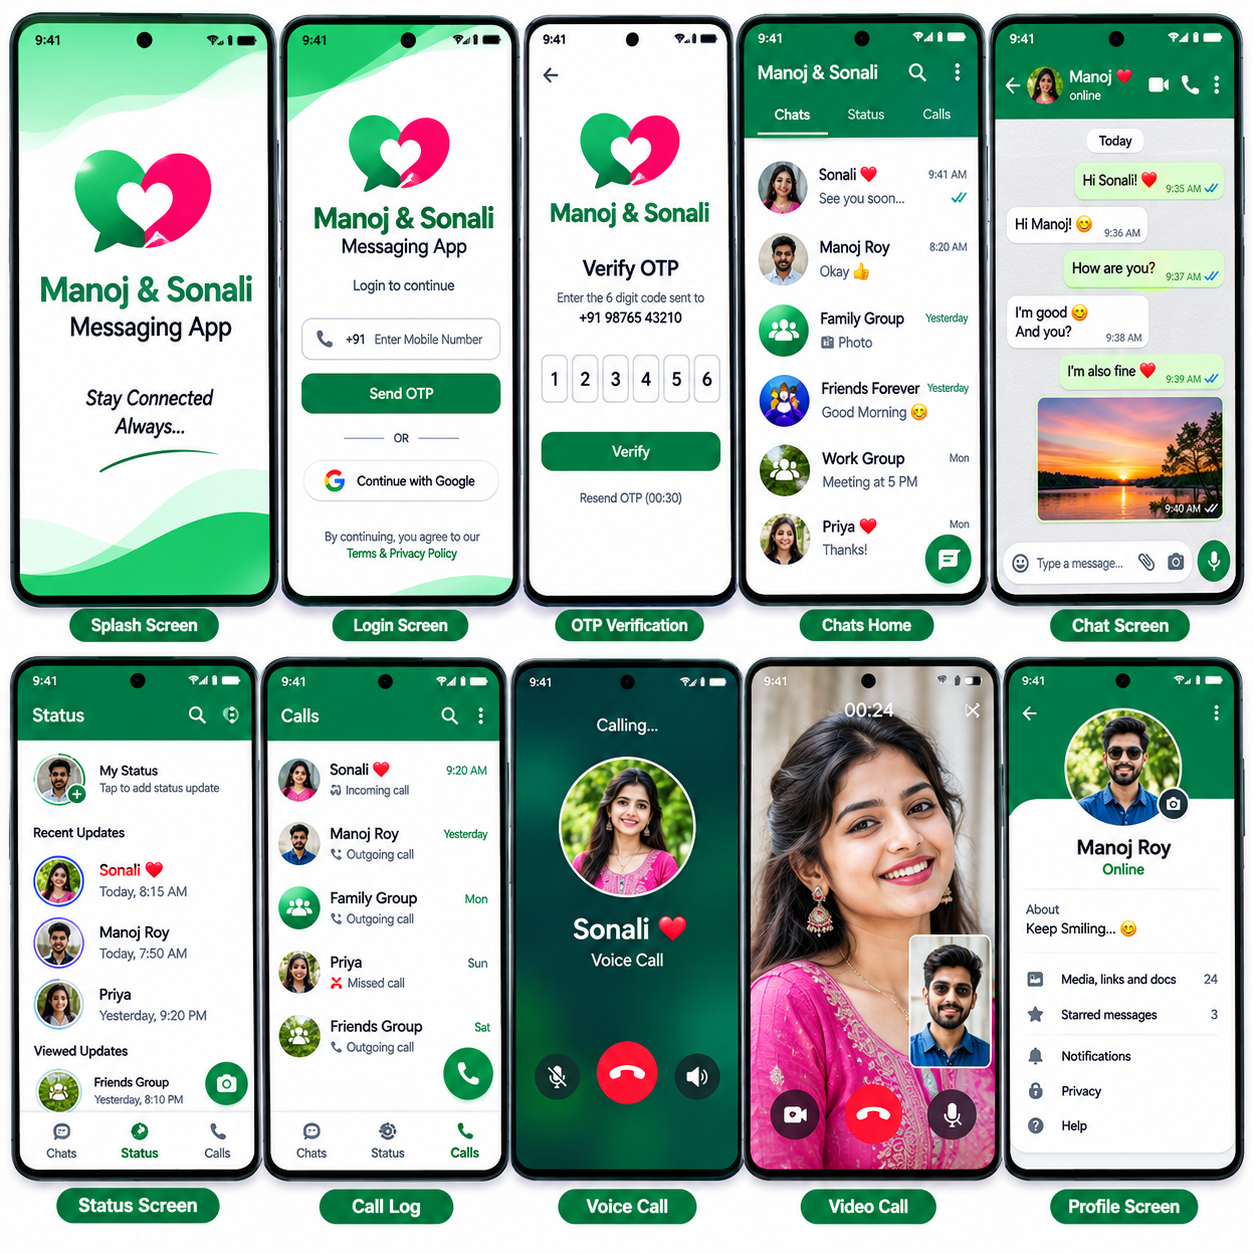 9:41
Manoj & Sonali
Messaging App
Stay Connected
Always...
Splash Screen
9:41
Manoj & Sonali
Messaging App
Login to continue
+91 Enter Mobile Number
Send OTP
OR
Continue with Google
By continuing, you agree to our
Terms & Privacy Policy
Login Screen
9:41
Manoj & Sonali
Verify OTP
Enter the 6 digit code sent to
+91 98765 43210
1 2 3 4 5 6
Verify
Resend OTP (00:30)
OTP Verification
9:41
Manoj & Sonali
Chats Status Calls
Sonali ❤️ 9:41 AM
See you soon...
Manoj Roy 8:20 AM
Okay 👍
Family Group Yesterday
Photo
Friends Forever Yesterday
Good Morning 😊
Work Group Mon
Meeting at 5 PM
Priya ❤️ Mon
Thanks!
Chats Home
9:41
Manoj ❤️
online
Today
Hi Sonali! ❤️ 9:35 AM
Hi Manoj! 😊 9:36 AM
How are you? 9:37 AM
I'm good 😊
And you? 9:38 AM
I'm also fine ❤️ 9:39 AM
9:40 AM
Type a message...
Chat Screen
9:41
Status
My Status
Tap to add status update
Recent Updates
Sonali ❤️
Today, 8:15 AM
Manoj Roy
Today, 7:50 AM
Priya
Yesterday, 9:20 PM
Viewed Updates
Friends Group
Yesterday, 8:10 PM
Chats Status Calls
Status Screen
9:41
Calls
Sonali ❤️ 9:20 AM
Incoming call
Manoj Roy Yesterday
Outgoing call
Family Group Mon
Outgoing call
Priya Sun
Missed call
Friends Group Sat
Outgoing call
Chats Status Calls
Call Log
9:41
Calling...
Sonali ❤️
Voice Call
Voice Call
9:41
00:24
Video Call
9:41
Manoj Roy
Online
About
Keep Smiling... 😊
Media, links and docs 24
Starred messages 3
Notifications
Privacy
Help
Profile Screen